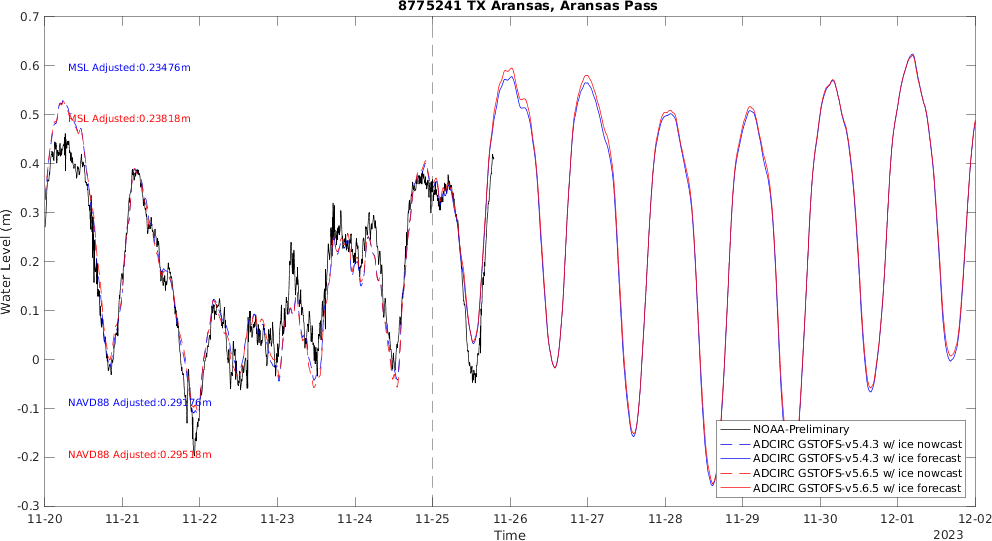 8775241 TX Aransas, Aransas Pass
0.7
0.6
0.5
0.4
0.3
0.2
0.1
0
-0.1
-0.2
-0.3
Water Level (m)
MSL Adjusted:0.23476m
MSL Adjusted:0.23818m
NAVD88 Adjusted:0.29176m
NAVD88 Adjusted:0.29518m
NOAA-Preliminary
ADCIRC GSTOFS-v5.4.3 w/ ice nowcast
ADCIRC GSTOFS-v5.4.3 w/ ice forecast
ADCIRC GSTOFS-v5.6.5 w/ ice nowcast
ADCIRC GSTOFS-v5.6.5 w/ ice forecast
11-20 11-21 11-22 11-23 11-24 11-25 11-26 11-27 11-28 11-29 11-30 12-01 12-02
Time
2023